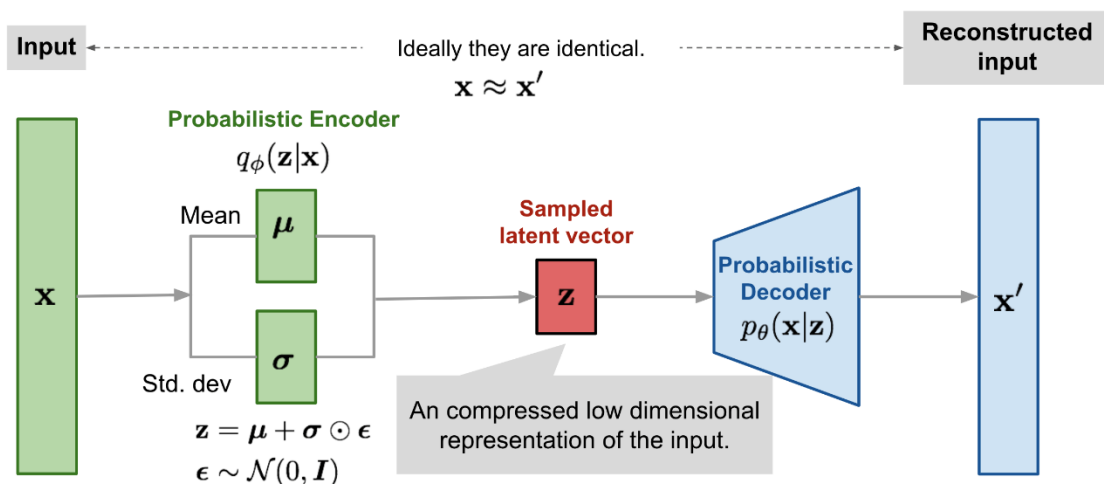 Input
Ideally they are identical.
x ≈ x′
Reconstructed
input
Probabilistic Encoder
qϕ(z|x)
Mean
μ
x
σ
Std. dev
z = μ + σ ⊙ ϵ
ϵ ∼ 𝒩(0, I)
Sampled
latent vector
z
An compressed low dimensional
representation of the input.
Probabilistic
Decoder
pθ(x|z)
x′